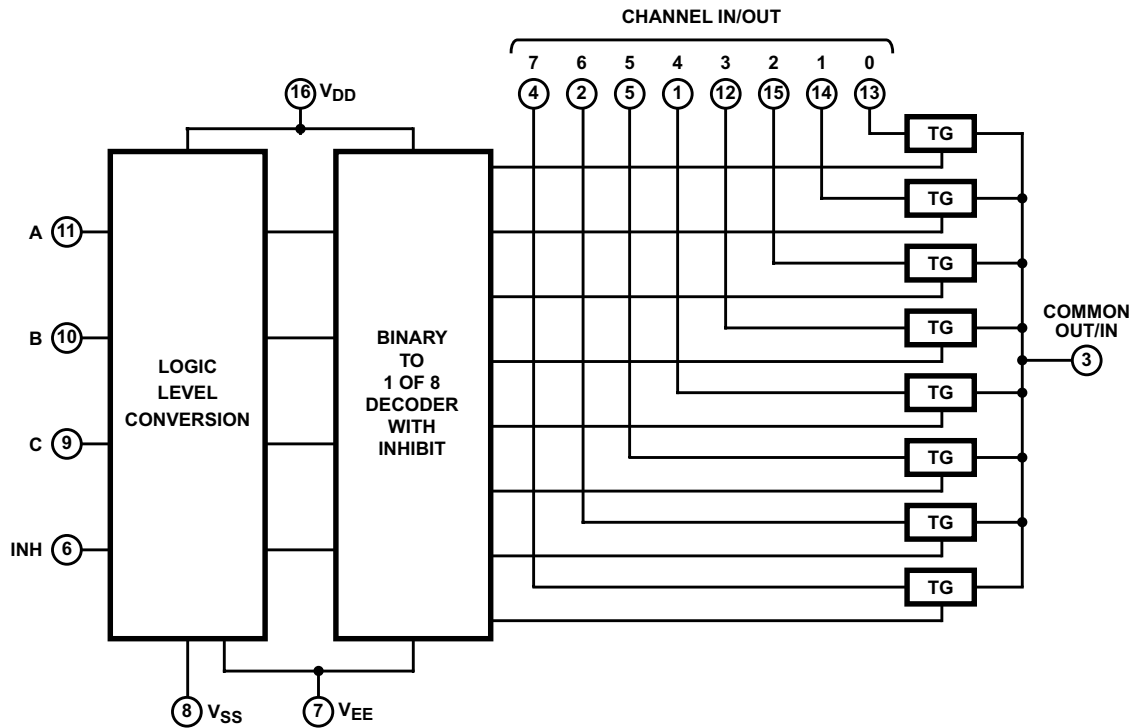 CHANNEL IN/OUT
7 6 5 4 3 2 1 0
4 2 5 1 12 15 14 13
16 VDD
TG
TG
TG
TG
TG
TG
TG
TG
A 11
B 10
C 9
INH 6
LOGIC
LEVEL
CONVERSION
BINARY
TO
1 OF 8
DECODER
WITH
INHIBIT
COMMON
OUT/IN
3
8 VSS
7 VEE